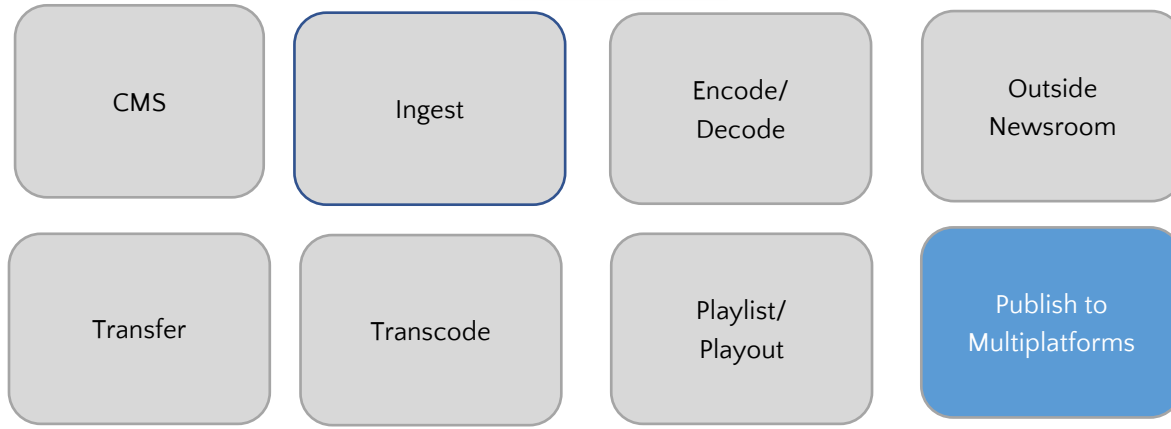 CMS
Ingest
Encode/
Decode
Outside
Newsroom
Transfer
Transcode
Playlist/
Playout
Publish to
Multiplatforms